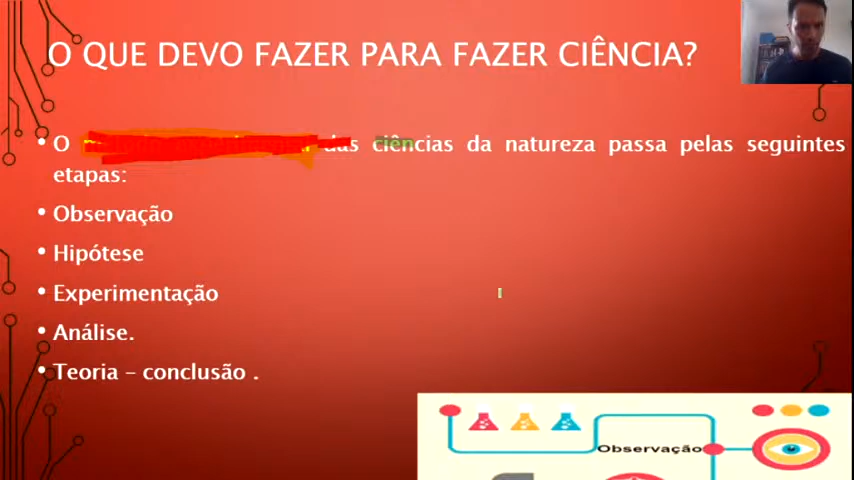 O QUE DEVO FAZER PARA FAZER CIÊNCIA?
• O das ciências da natureza passa pelas seguintes
etapas:
• Observação
• Hipótese
• Experimentação
• Análise.
• Teoria – conclusão .
Observação